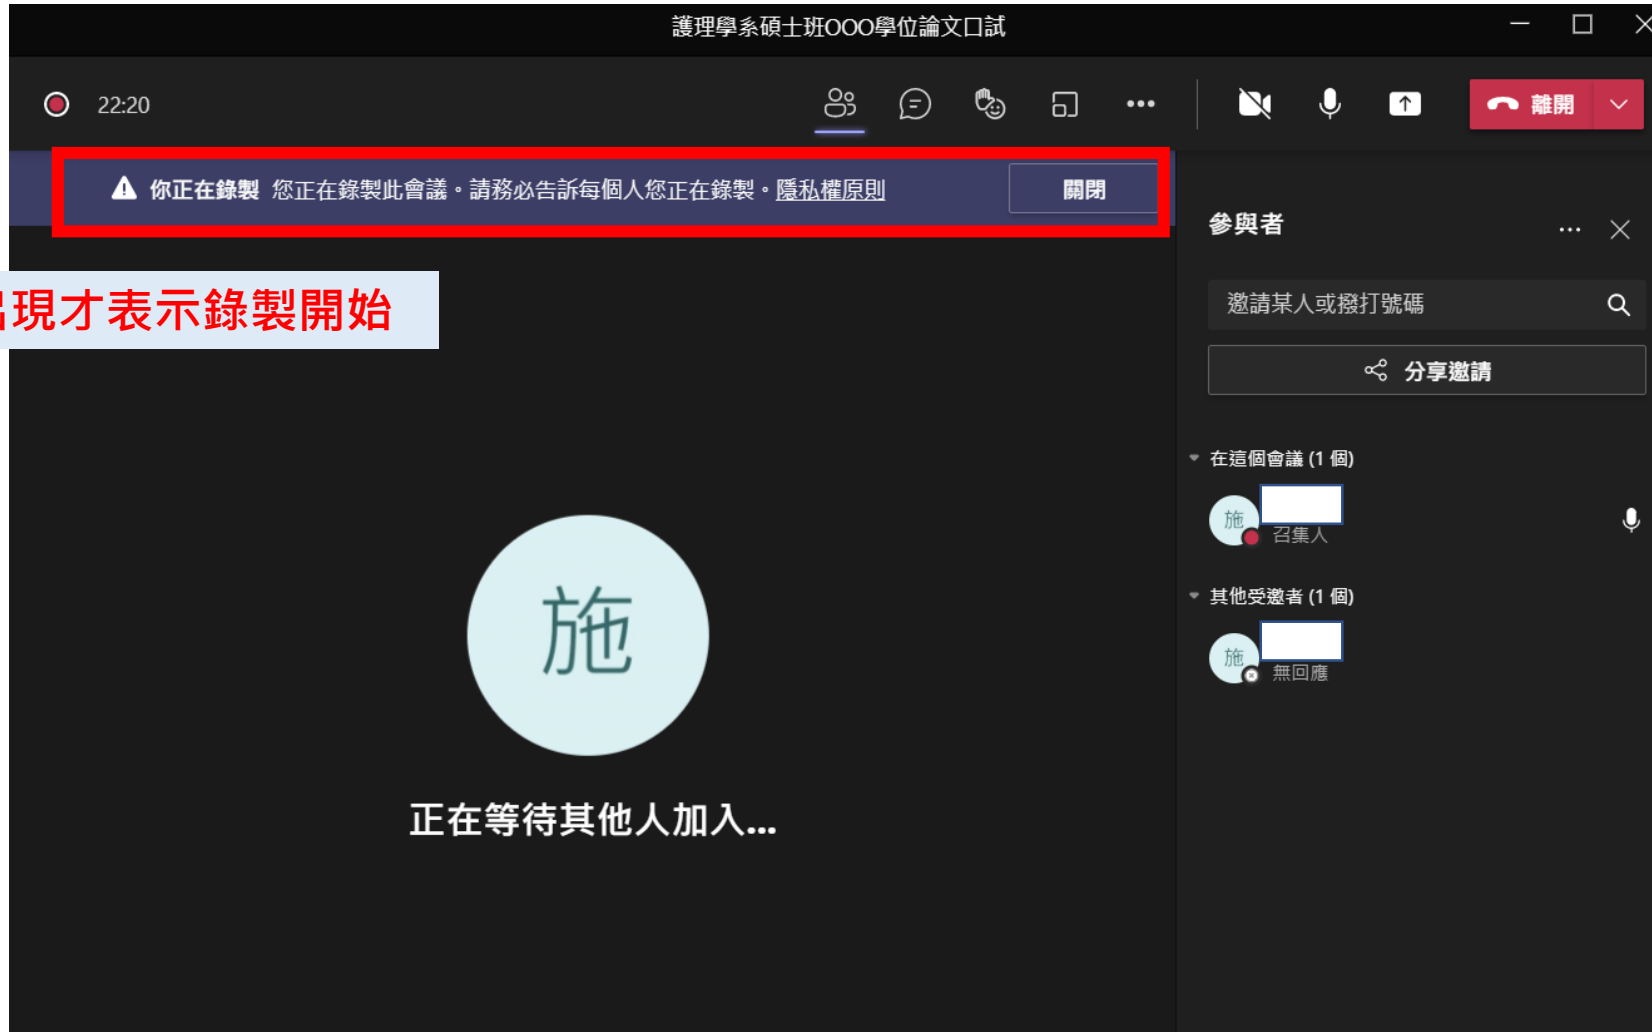 護理學系碩士班OOO學位論文口試
22:20
離開
你正在錄製 您正在錄製此會議。請務必告訴每個人您正在錄製。隱私權原則
關閉
參與者
現才表示錄製開始
邀請某人或撥打號碼
分享邀請
在這個會議 (1 個)
施
召集人
其他受邀者 (1 個)
施
無回應
施
正在等待其他人加入...